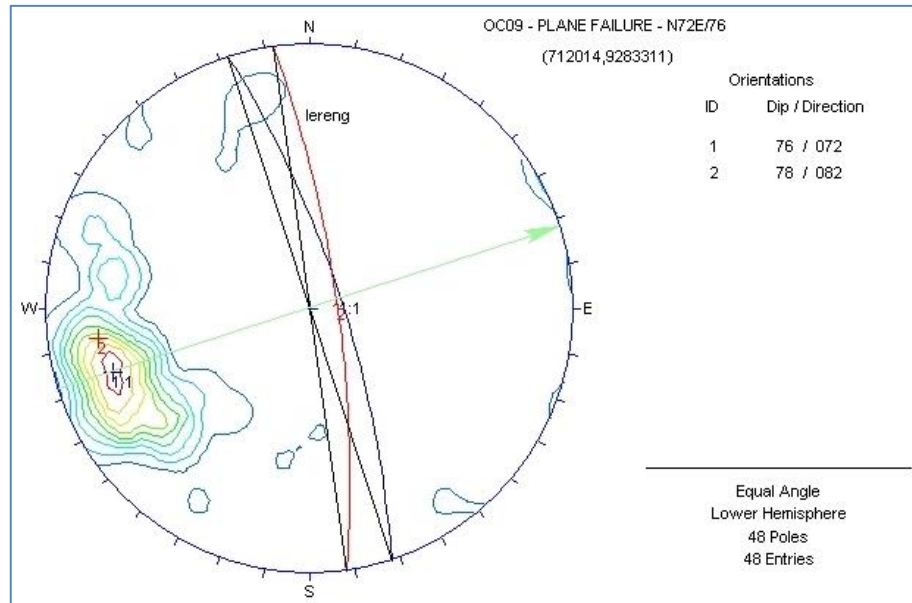 OC09 - PLANE FAILURE - N72E/76
(712014,9283311)
Orientations
ID Dip / Direction
1 76 / 072
2 78 / 082
N
lereng
W
E
2
1:1
S
Equal Angle
Lower Hemisphere
48 Poles
48 Entries